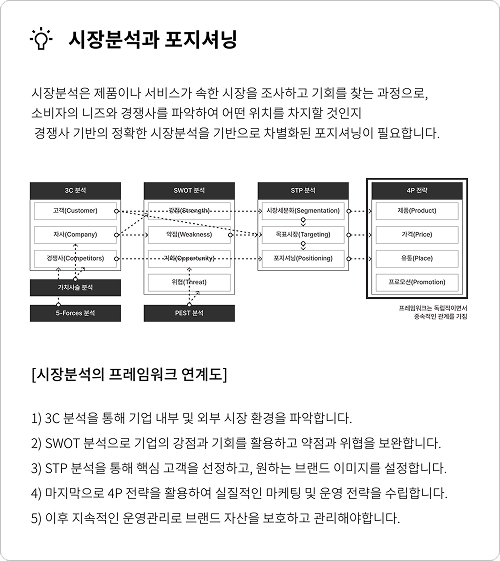 시장분석과 포지셔닝
시장분석은 제품이나 서비스가 속한 시장을 조사하고 기회를 찾는 과정으로,
소비자의 니즈와 경쟁사를 파악하여 어떤 위치를 차지할 것인지
경쟁사 기반의 정확한 시장분석을 기반으로 차별화된 포지셔닝이 필요합니다.
3C 분석
고객(Customer)
자사(Company)
경쟁사(Competitors)
가치사슬 분석
5-Forces 분석
SWOT 분석
강점(Strength)
약점(Weakness)
기회(Opportunity)
위협(Threat)
PEST 분석
STP 분석
시장세분화(Segmentation)
목표시장(Targeting)
포지셔닝(Positioning)
4P 전략
제품(Product)
가격(Price)
유통(Place)
프로모션(Promotion)
프레임워크는 독립적이면서
종속적인 관계를 가짐
[시장분석의 프레임워크 연계도]
1) 3C 분석을 통해 기업 내부 및 외부 시장 환경을 파악합니다.
2) SWOT 분석으로 기업의 강점과 기회를 활용하고 약점과 위협을 보완합니다.
3) STP 분석을 통해 핵심 고객을 선정하고, 원하는 브랜드 이미지를 설정합니다.
4) 마지막으로 4P 전략을 활용하여 실질적인 마케팅 및 운영 전략을 수립합니다.
5) 이후 지속적인 운영관리로 브랜드 자산을 보호하고 관리해야합니다.